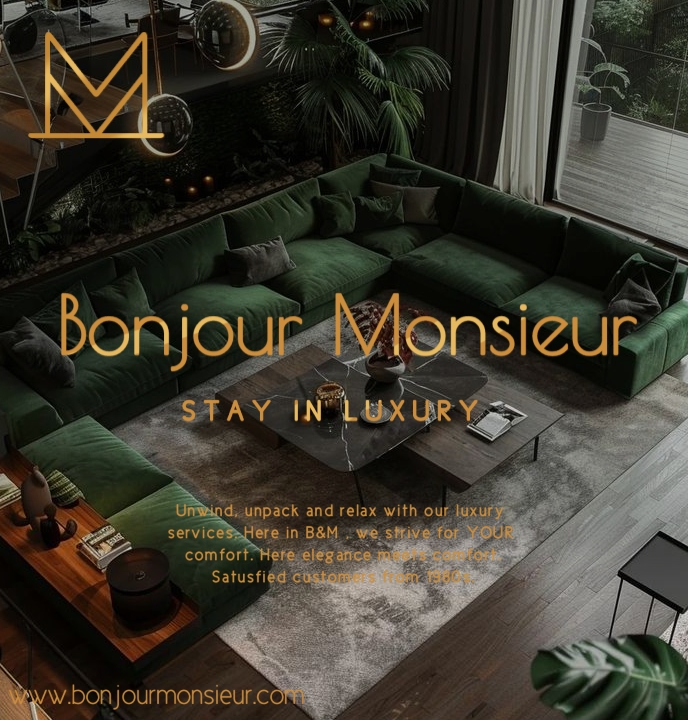 M
Bonjour Monsieur
STAY IN LUXURY
Unwind, unpack and relax with our luxury
services. Here in B&M . we strive for YOUR
comfort. Here elegance meets comfort.
Satusfied customers from 1980s.
www.bonjourmonsieur.com